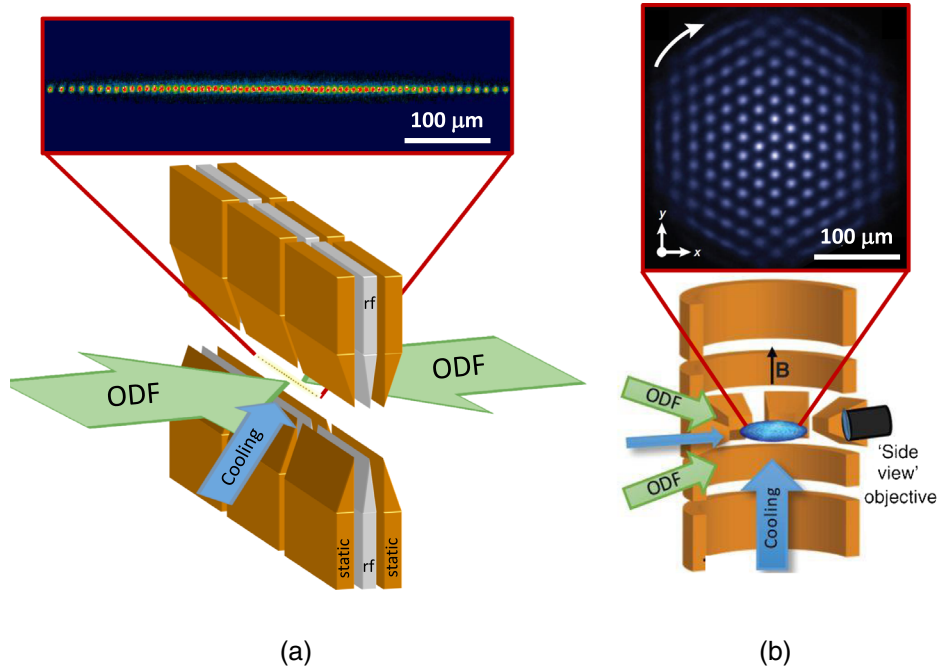 100 μm
rf
ODF
ODF
Cooling
static
rf
static
(a)
y
x
100 μm
B
ODF
ODF
Cooling
'Side
view'
objective
(b)